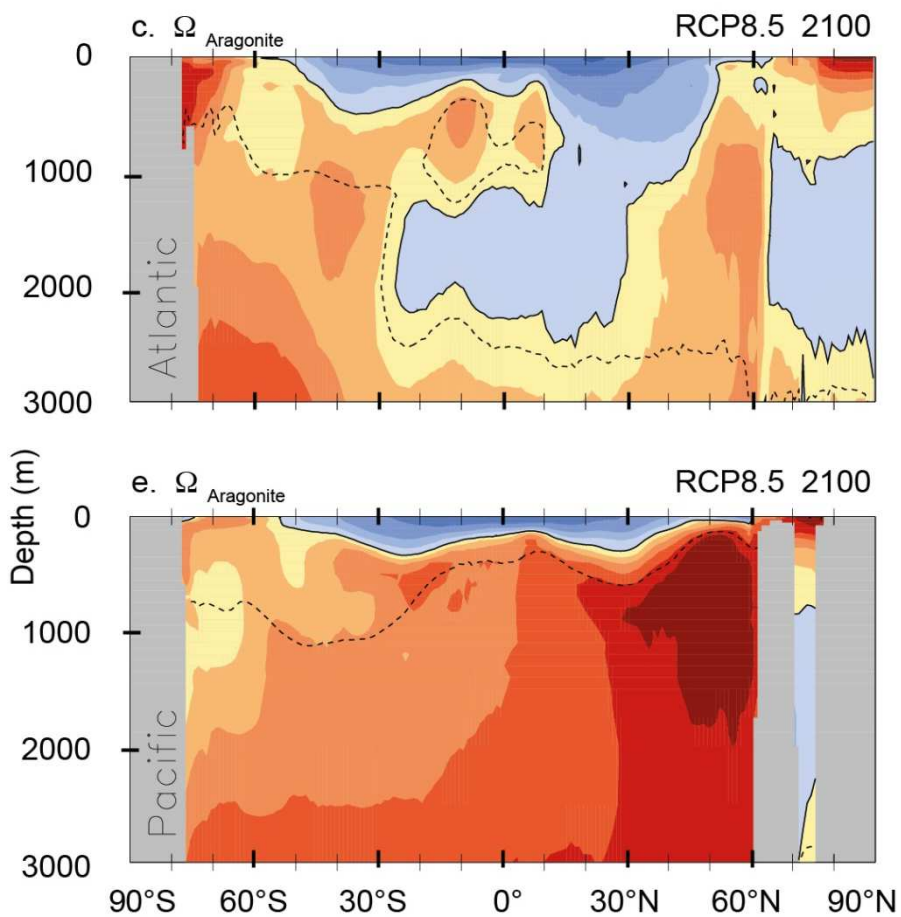 c. Ω Aragonite RCP8.5 2100
0
1000
2000
3000
Atlantic
Depth (m)
e. Ω Aragonite RCP8.5 2100
0
1000
2000
3000
Pacific
90°S 60°S 30°S 0° 30°N 60°N 90°N